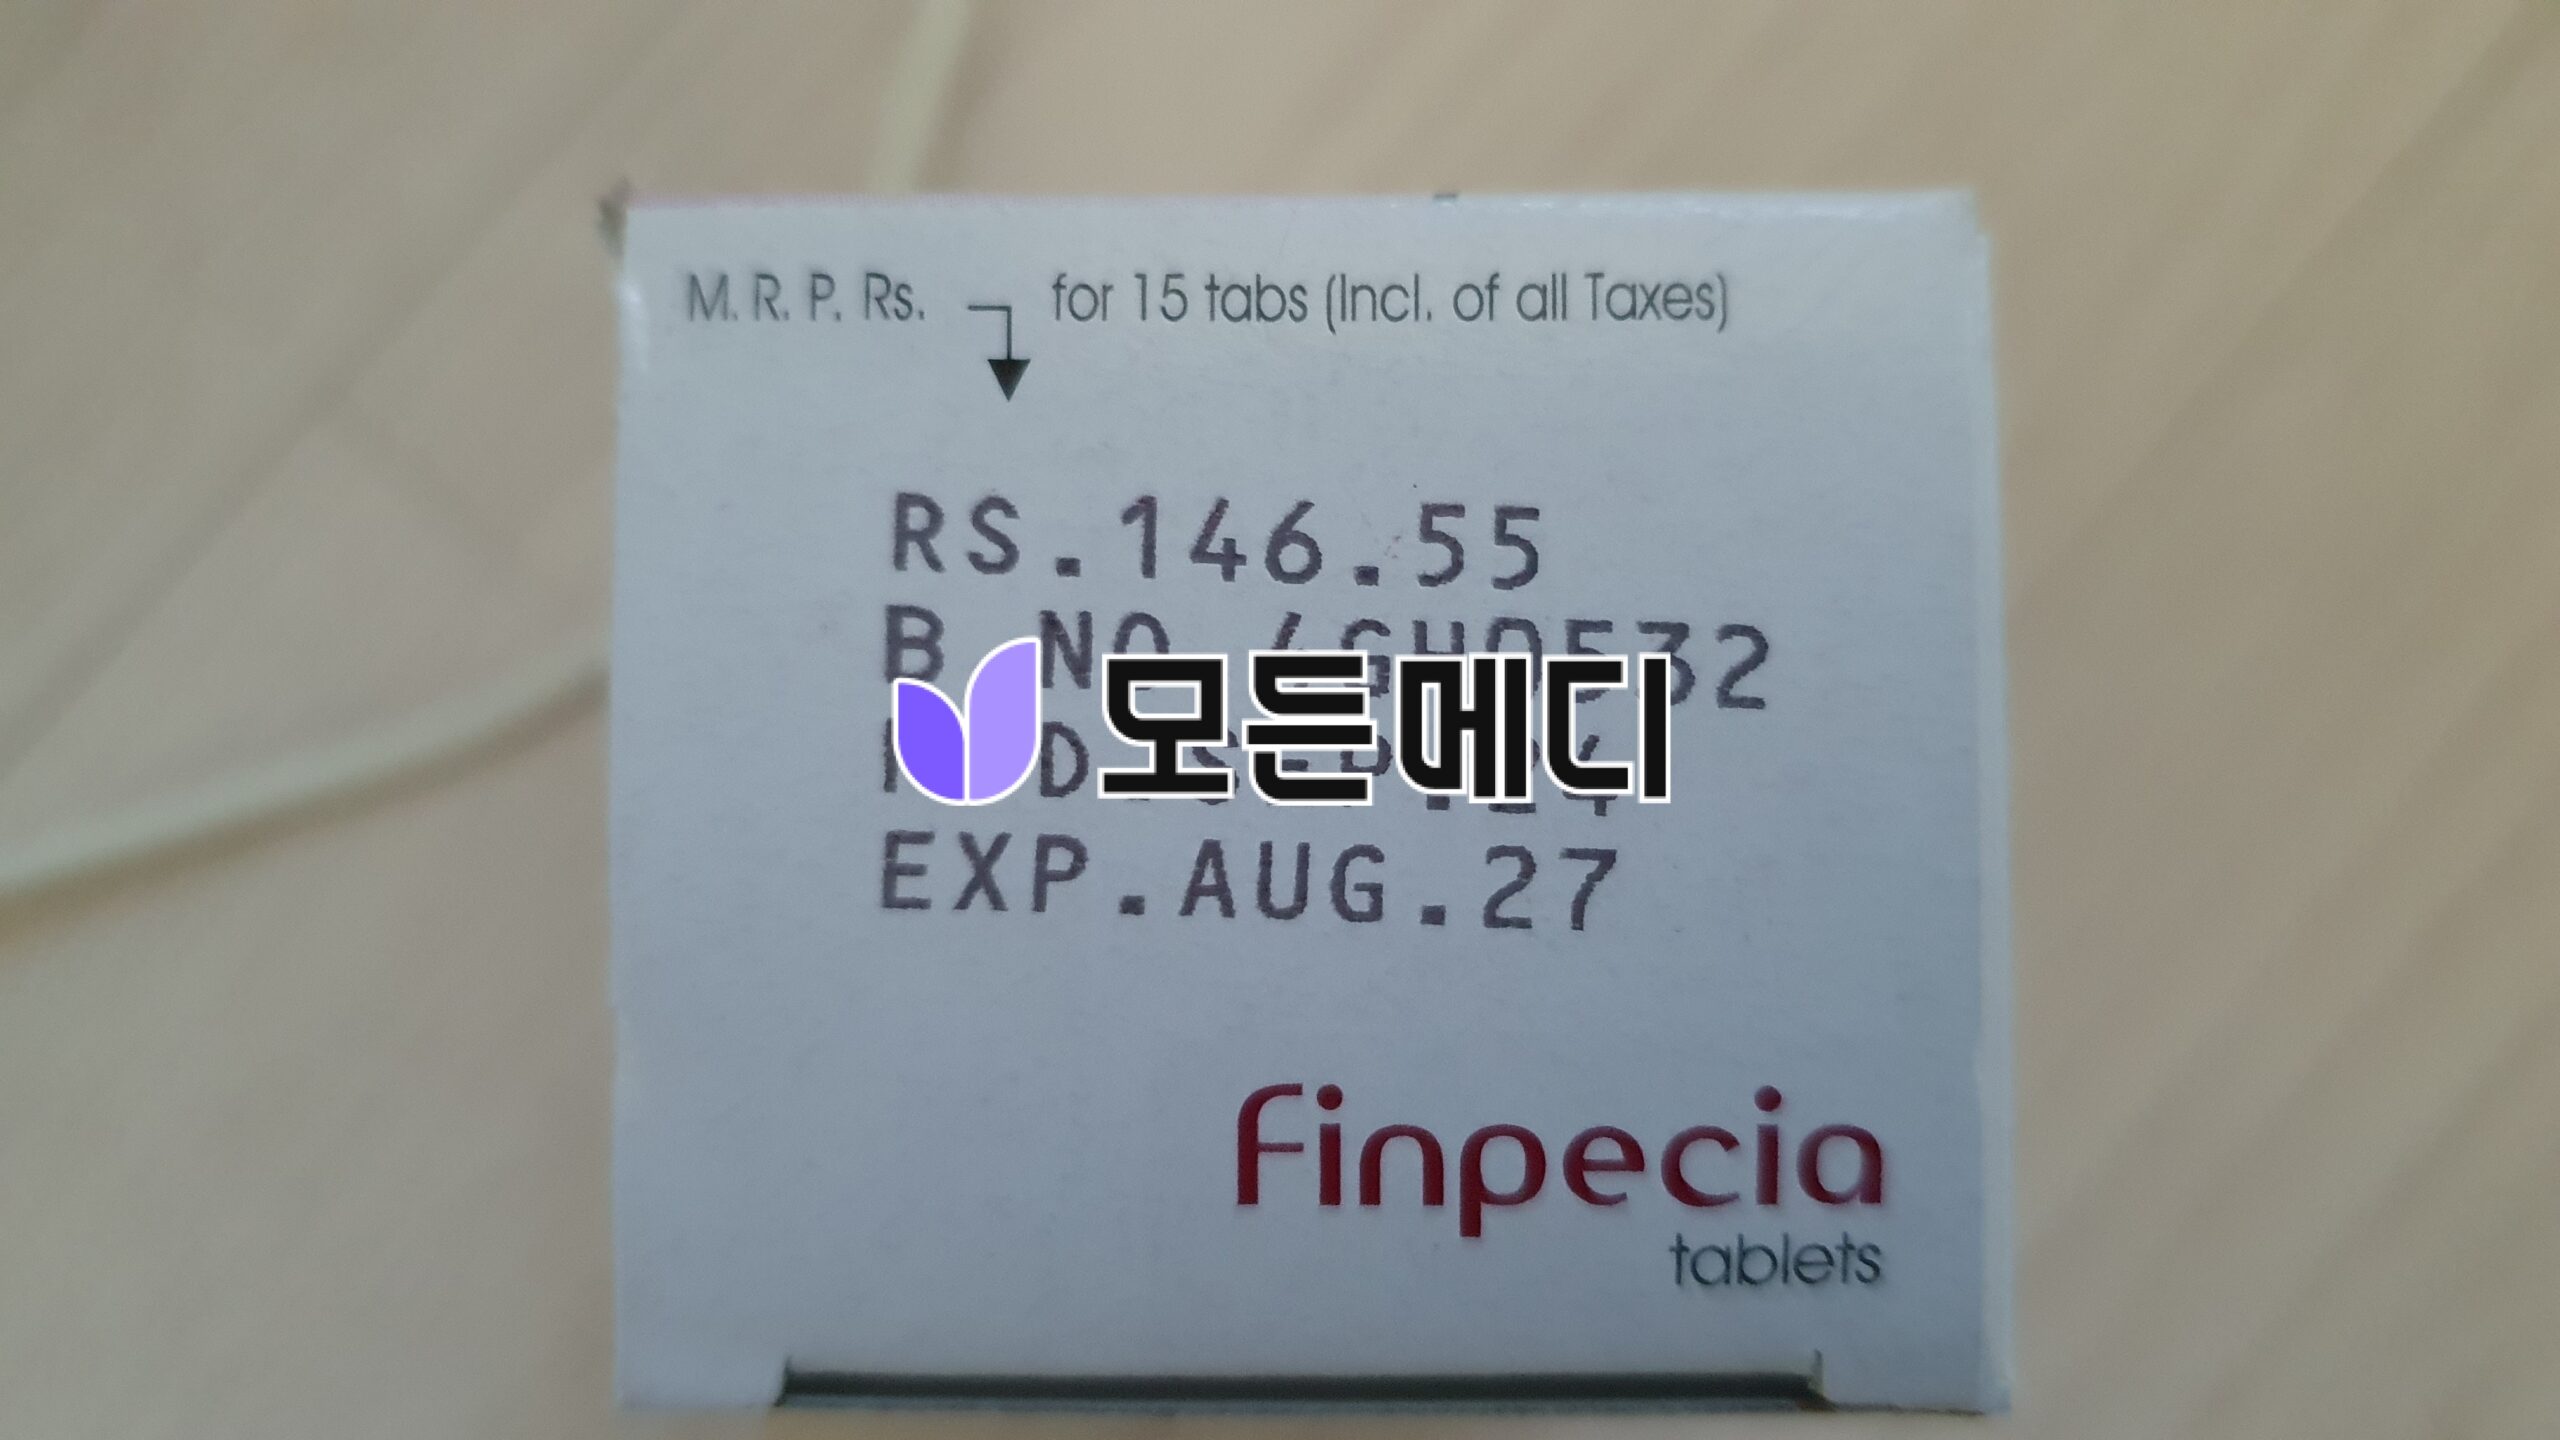 M. R. P. Rs. for 15 tabs (Incl. of all Taxes)
RS.146.55
모든메디
EXP.AUG.27
Finpecia
tablets